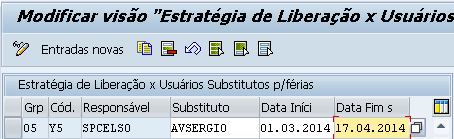 Modificar visão "Estratégia de Liberação x Usuários
Entradas novas
Estratégia de Liberação x Usuários Substitutos p/férias
Grp Cód. Responsável Substituto Data Iníci Data Fim s
05 Y5 SPCELSO AVSERGIO 01.03.2014 17.04.2014